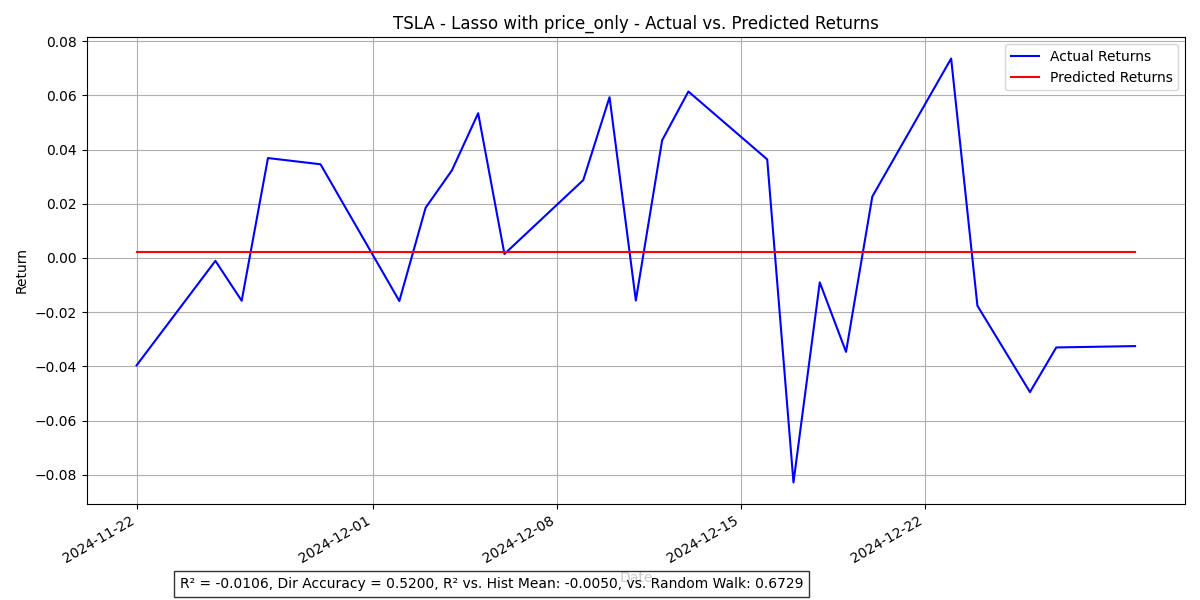 TSLA - Lasso with price_only - Actual vs. Predicted Returns
Actual Returns
Predicted Returns
Return
0.08
0.06
0.04
0.02
0.00
−0.02
−0.04
−0.06
−0.08
2024-11-22
2024-12-01
2024-12-08
2024-12-15
2024-12-22
Date
R² = -0.0106, Dir Accuracy = 0.5200, R² vs. Hist Mean: -0.0050, vs. Random Walk: 0.6729